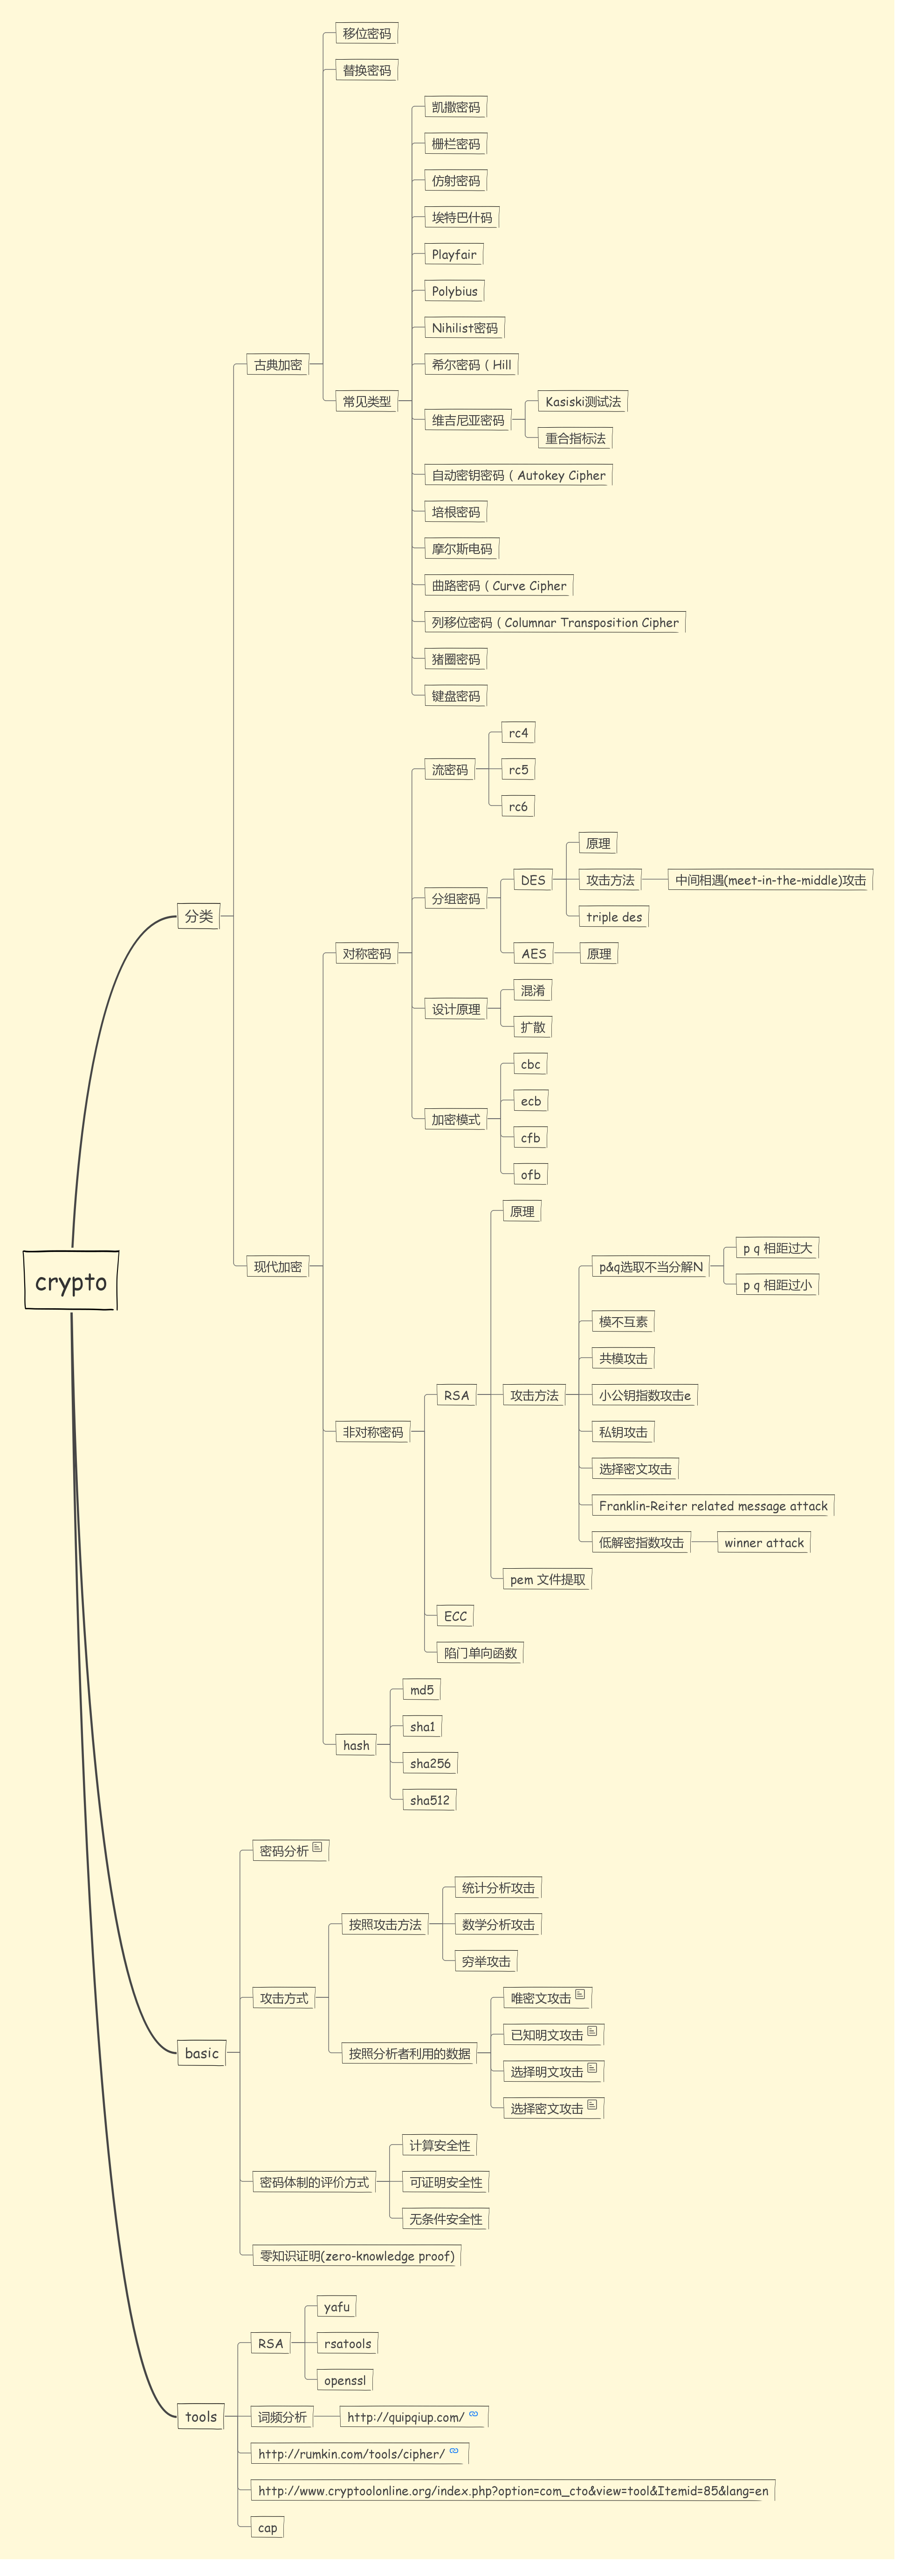 移位密码
替换密码
凯撒密码
栅栏密码
仿射密码
埃特巴什码
Playfair
Polybius
Nihilist密码
古典加密
希尔密码 ( Hill
常见类型
Kasiski测试法
维吉尼亚密码
重合指标法
自动密钥密码 ( Autokey Cipher
培根密码
摩尔斯电码
曲路密码 ( Curve Cipher
列移位密码 ( Columnar Transposition Cipher
猪圈密码
键盘密码
rc4
流密码
rc5
rc6
原理
分组密码
DES
攻击方法
中间相遇(meet-in-the-middle)攻击
分类
triple des
对称密码
AES
原理
混淆
设计原理
扩散
cbc
ecb
加密模式
cfb
ofb
原理
p q 相距过大
现代加密
p&q选取不当分解N
crypto
p q 相距过小
模不互素
共模攻击
RSA
攻击方法
小公钥指数攻击e
非对称密码
私钥攻击
选择密文攻击
Franklin-Reiter related message attack
低解密指数攻击
winner attack
pem 文件提取
ECC
陷门单向函数
md5
sha1
hash
sha256
sha512
密码分析
统计分析攻击
按照攻击方法
数学分析攻击
穷举攻击
攻击方式
唯密文攻击
已知明文攻击
basic
按照分析者利用的数据
选择明文攻击
选择密文攻击
计算安全性
密码体制的评价方式
可证明安全性
无条件安全性
零知识证明(zero-knowledge proof)
yafu
RSA
rsatools
openssl
tools
词频分析
http://quipqiup.com/
http://rumkin.com/tools/cipher/
http://www.cryptoolonline.org/index.php?option=com_cto&view=tool&Itemid=85&lang=en
cap